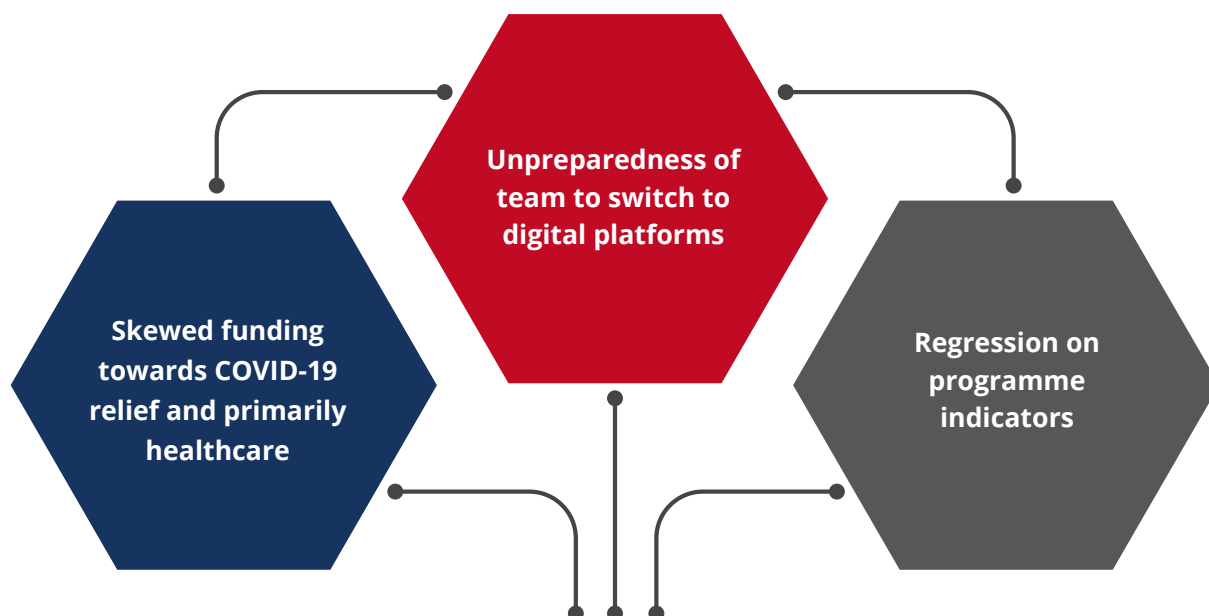 Unpreparedness of
team to switch to
digital platforms
Skewed funding
towards COVID-19
relief and primarily
healthcare
Regression on
programme
indicators